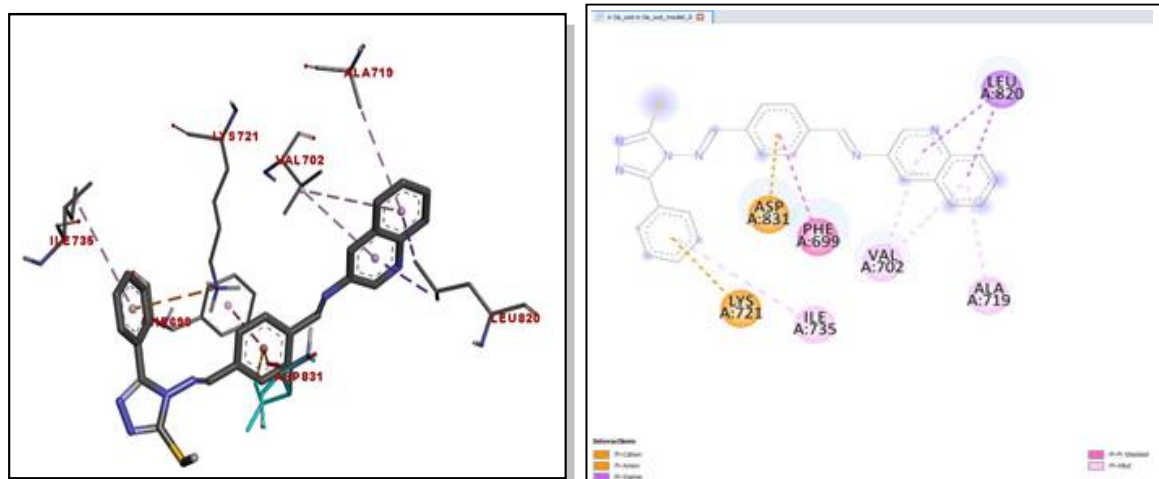 ALA719
LYS721
VAL702
ILE735
LEU820
ASP831
LEU
A:820
N
N
N
N
N
N
N
ASP
A:831
PHE
A:699
VAL
A:702
ALA
A:719
LYS
A:721
ILE
A:735
Interactions
Pi-Cation
Pi-Anion
Pi-Sigma
Pi-Pi Stacked
Pi-Alkyl